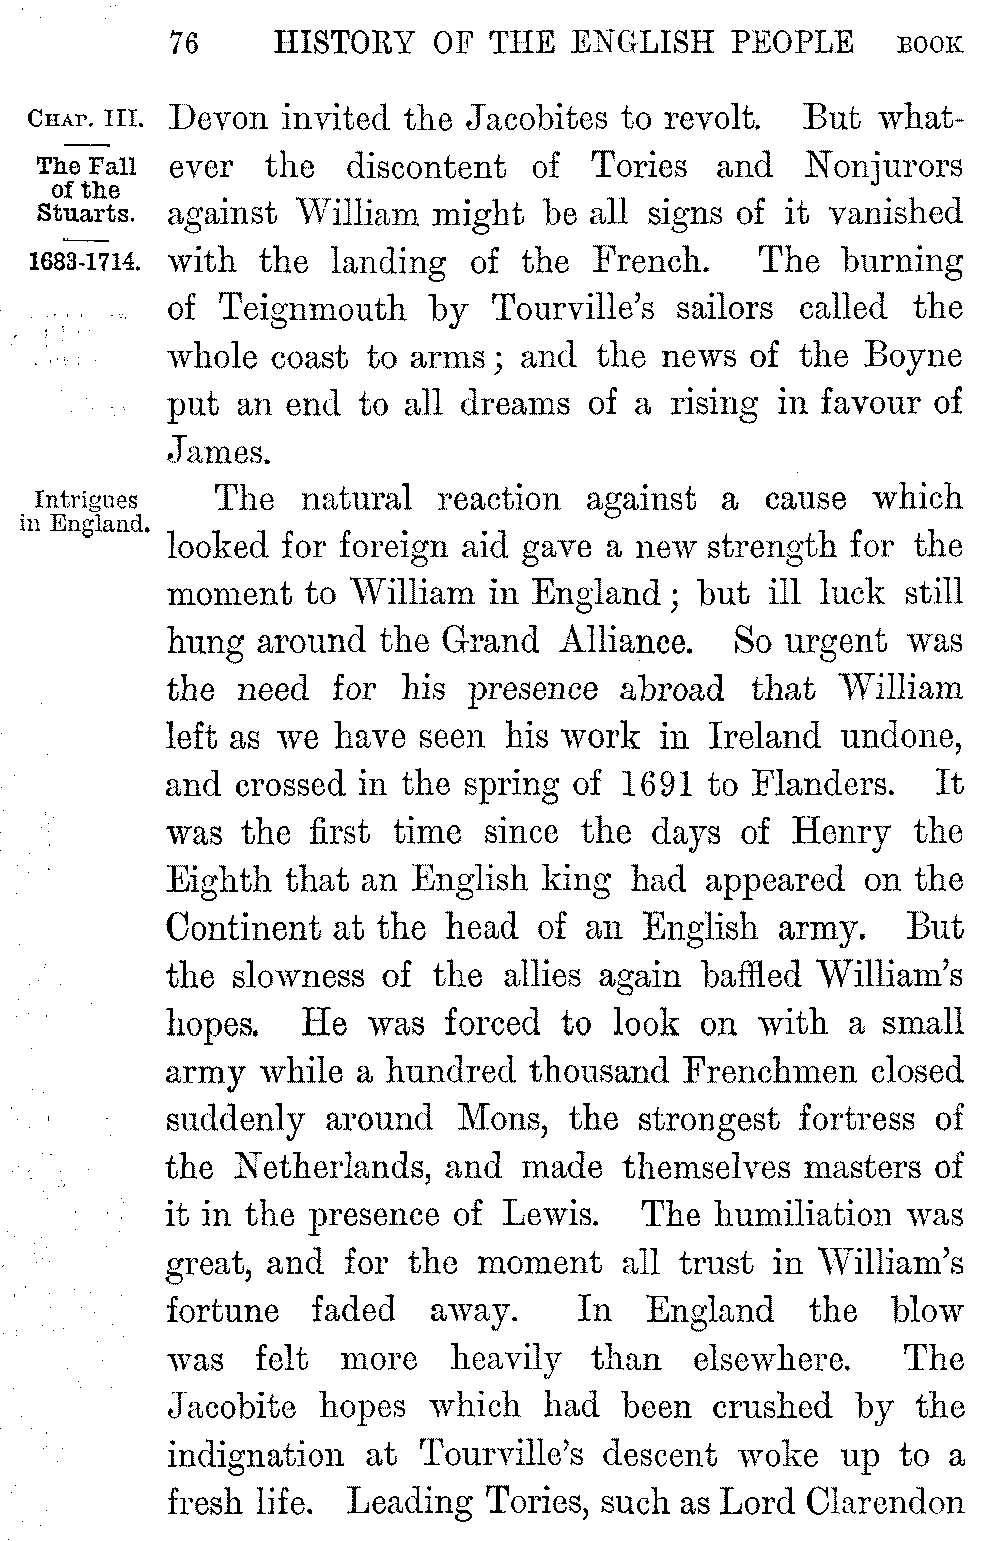 76 HISTORY OF THE ENGLISH PEOPLE BOOK
CHAP. III.
The Fall
of the
Stuarts.
1683-1714.
Devon invited the Jacobites to revolt. But what-
ever the discontent of Tories and Nonjurors
against William might be all signs of it vanished
with the landing of the French. The burning
of Teignmouth by Tourville's sailors called the
whole coast to arms; and the news of the Boyne
put an end to all dreams of a rising in favour of
James.
Intrigues
in England.
The natural reaction against a cause which
looked for foreign aid gave a new strength for the
moment to William in England; but ill luck still
hung around the Grand Alliance. So urgent was
the need for his presence abroad that William
left as we have seen his work in Ireland undone,
and crossed in the spring of 1691 to Flanders. It
was the first time since the days of Henry the
Eighth that an English king had appeared on the
Continent at the head of an English army. But
the slowness of the allies again baffled William's
hopes. He was forced to look on with a small
army while a hundred thousand Frenchmen closed
suddenly around Mons, the strongest fortress of
the Netherlands, and made themselves masters of
it in the presence of Lewis. The humiliation was
great, and for the moment all trust in William's
fortune faded away. In England the blow
was felt more heavily than elsewhere. The
Jacobite hopes which had been crushed by the
indignation at Tourville's descent woke up to a
fresh life. Leading Tories, such as Lord Clarendon